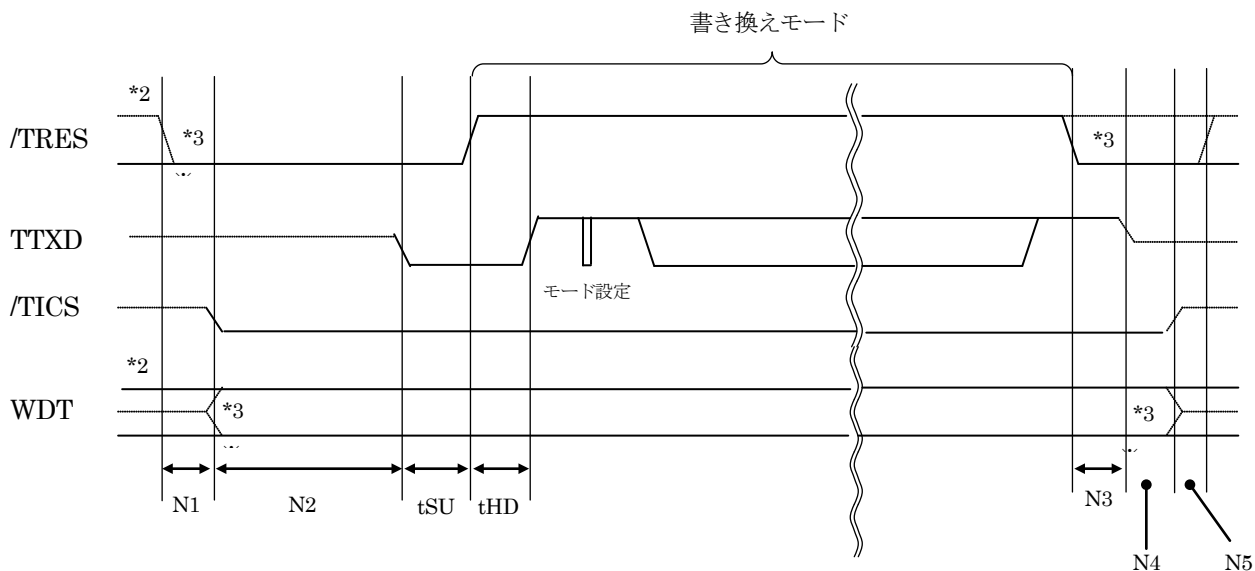 書き換えモード
*2
/TRES
*3
*3
TTXD
モード設定
/TICS
*2
WDT
*3
*3
N1
N2
tSU
tHD
N3
N4
N5